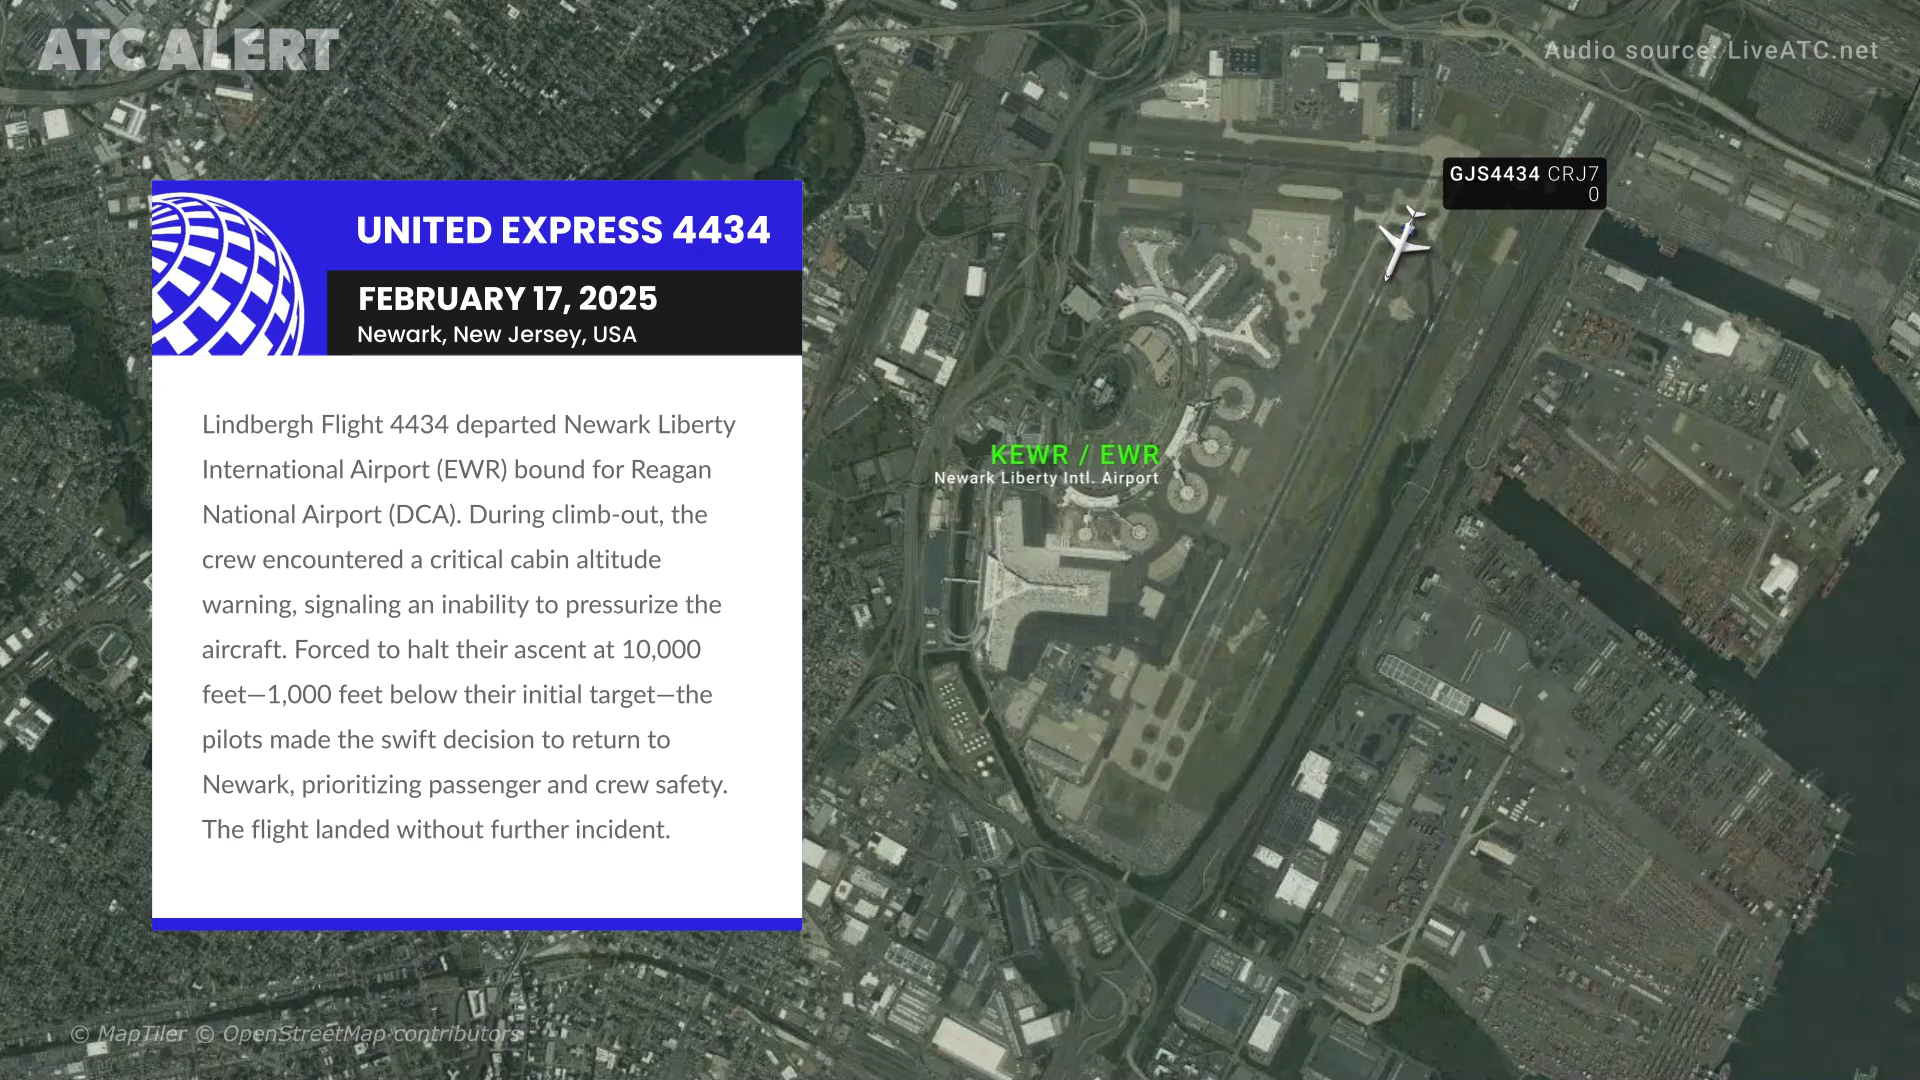 ATC ALERT
Audio source: LiveATC.net
GJS4434 CRJ7
0
UNITED EXPRESS 4434
FEBRUARY 17, 2025
Newark, New Jersey, USA
Lindbergh Flight 4434 departed Newark Liberty
International Airport (EWR) bound for Reagan
National Airport (DCA). During climb-out, the
crew encountered a critical cabin altitude
warning, signaling an inability to pressurize the
aircraft. Forced to halt their ascent at 10,000
feet—1,000 feet below their initial target—the
pilots made the swift decision to return to
Newark, prioritizing passenger and crew safety.
The flight landed without further incident.
KEWR / EWR
Newark Liberty Intl. Airport
© MapTiler © OpenStreetMap contributors